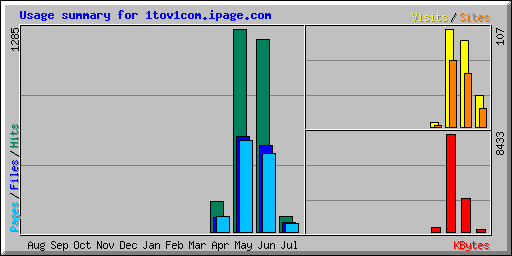 Usage summary for 1tov1com.ipage.com
Visits/Sites
1285
107
Pages/Files/Hits
8433
Aug Sep Oct Nov Dec Jan Feb Mar Apr May Jun Jul
KBytes